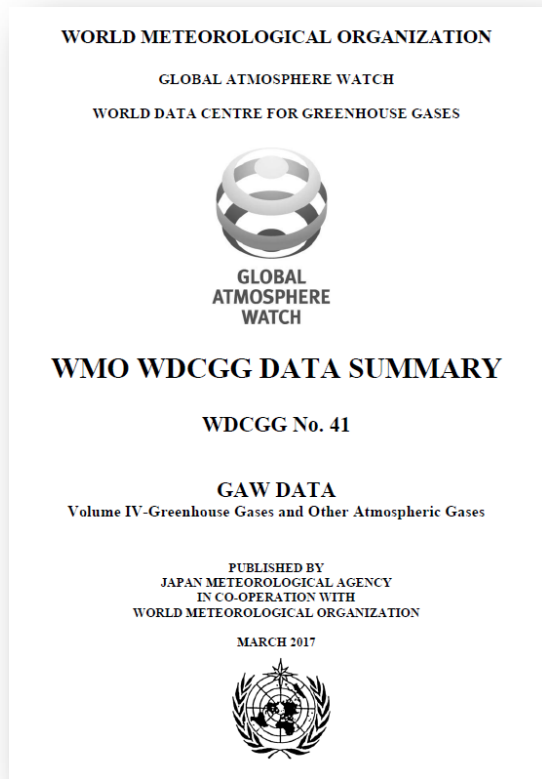 WORLD METEOROLOGICAL ORGANIZATION
GLOBAL ATMOSPHERE WATCH
WORLD DATA CENTRE FOR GREENHOUSE GASES
GLOBAL
ATMOSPHERE
WATCH
WMO WDCGG DATA SUMMARY
WDCGG No. 41
GAW DATA
Volume IV-Greenhouse Gases and Other Atmospheric Gases
PUBLISHED BY
JAPAN METEOROLOGICAL AGENCY
IN CO-OPERATION WITH
WORLD METEOROLOGICAL ORGANIZATION
MARCH 2017